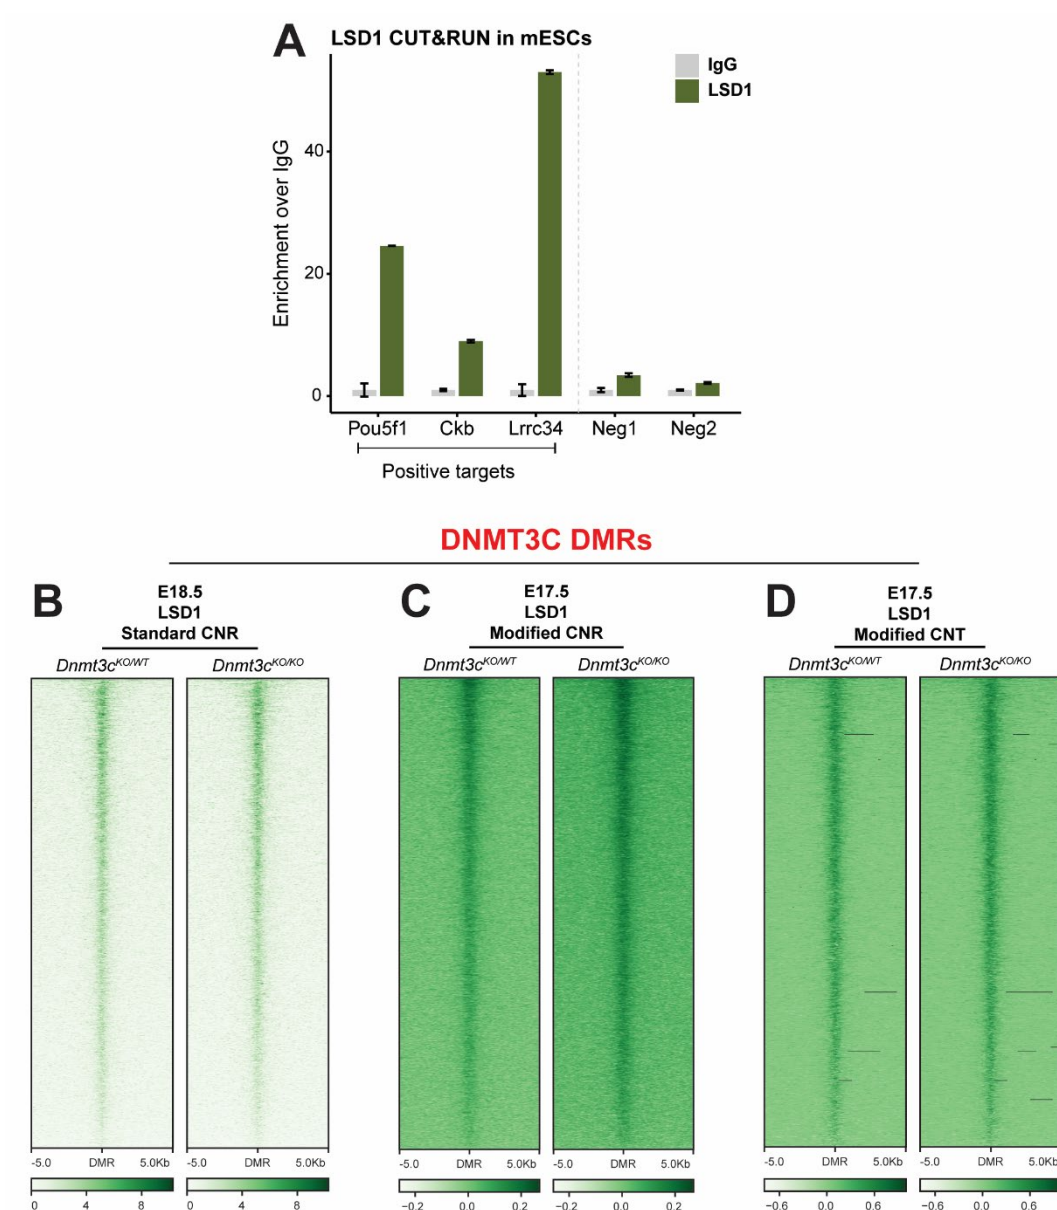 A
LSD1 CUT&RUN in mESCs
IgG
LSD1
Enrichment over IgG
40
20
0
Pou5f1 Ckb Lrrc34 Neg1 Neg2
Positive targets
DNMT3C DMRs
B
E18.5
LSD1
Standard CNR
Dnmt3cKO/WT Dnmt3cKO/KO
-5.0 DMR 5.0Kb -5.0 DMR 5.0Kb
0 4 8 0 4 8
C
E17.5
LSD1
Modified CNR
Dnmt3cKO/WT Dnmt3cKO/KO
-5.0 DMR 5.0Kb -5.0 DMR 5.0Kb
−0.2 0.0 0.2 −0.2 0.0 0.2
D
E17.5
LSD1
Modified CNT
Dnmt3cKO/WT Dnmt3cKO/KO
-5.0 DMR 5.0Kb -5.0 DMR 5.0Kb
−0.6 0.0 0.6 −0.6 0.0 0.6